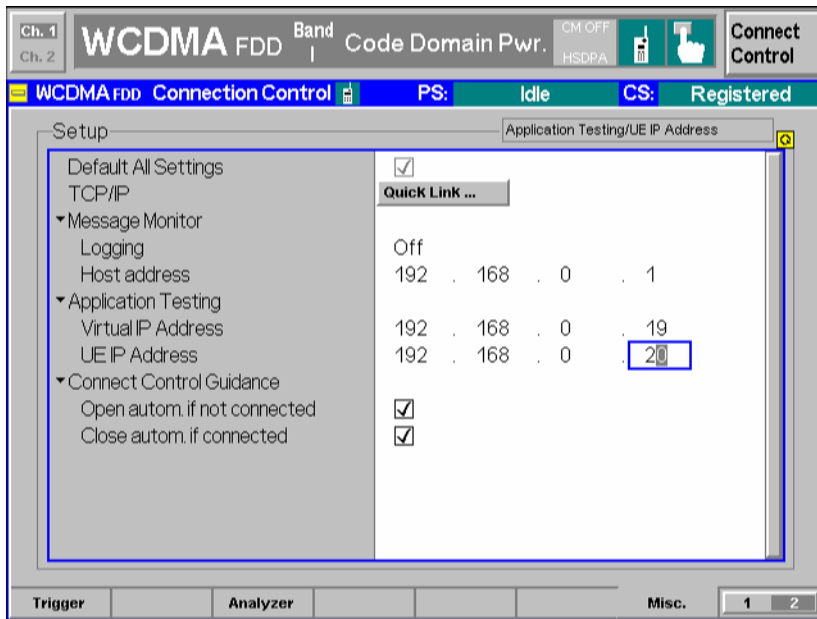 Ch. 1
Ch. 2
WCDMA FDD Band I Code Domain Pwr.
CM OFF
HSDPA
Connect Control
WCDMA FDD Connection Control PS: Idle CS: Registered
Setup
Application Testing/UE IP Address
Default All Settings
TCP/IP Quick Link ...
Message Monitor
Logging Off
Host address 192 . 168 . 0 . 1
Application Testing
Virtual IP Address 192 . 168 . 0 . 19
UE IP Address 192 . 168 . 0 . 20
Connect Control Guidance
Open autom. if not connected
Close autom. if connected
Trigger Analyzer Misc. 1 2